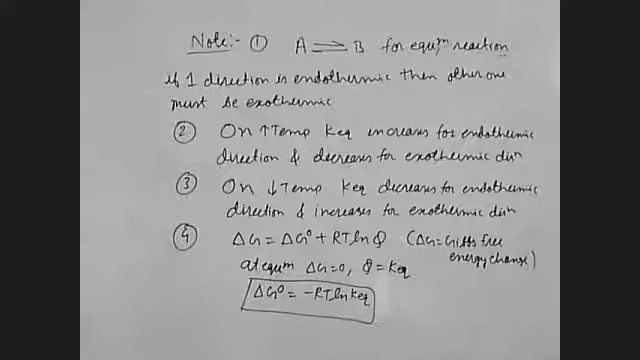 Note:- ① A ⇌ B for equm reaction
if 1 direction is endothermic then other one
must be exothermic
② On ↑Temp Keq increases for endothermic
direction & decreases for exothermic dirn
③ On ↓Temp Keq decreases for endothermic
direction & increases for exothermic dirn
④ ΔG = ΔG° + RT ln Q (ΔG = Gibbs free
energy change)
at equm ΔG=0, Q = Keq
ΔG° = -RT ln Keq